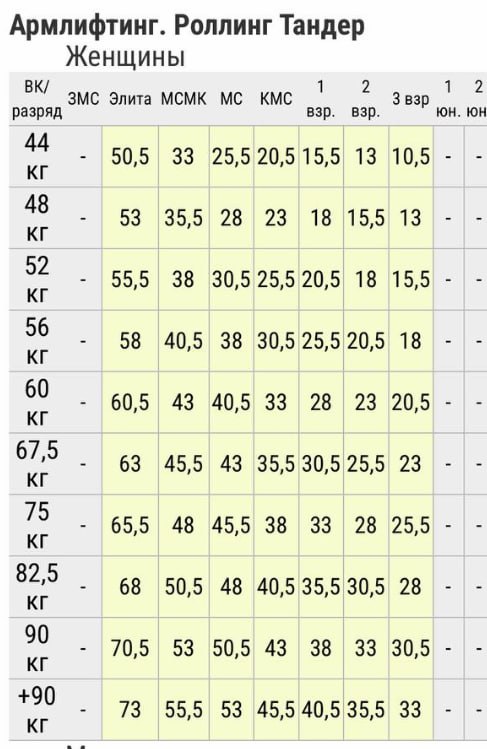 Армлифтинг. Роллинг Тандер
Женщины
ВК/разряд ЗМС Элита МСМК МС КМС 1 взр. 2 взр. 3 взр 1 юн. 2 юн
44 кг - 50,5 33 25,5 20,5 15,5 13 10,5 - -
48 кг - 53 35,5 28 23 18 15,5 13 - -
52 кг - 55,5 38 30,5 25,5 20,5 18 15,5 - -
56 кг - 58 40,5 38 30,5 25,5 20,5 18 - -
60 кг - 60,5 43 40,5 33 28 23 20,5 - -
67,5 кг - 63 45,5 43 35,5 30,5 25,5 23 - -
75 кг - 65,5 48 45,5 38 33 28 25,5 - -
82,5 кг - 68 50,5 48 40,5 35,5 30,5 28 - -
90 кг - 70,5 53 50,5 43 38 33 30,5 - -
+90 кг - 73 55,5 53 45,5 40,5 35,5 33 - -